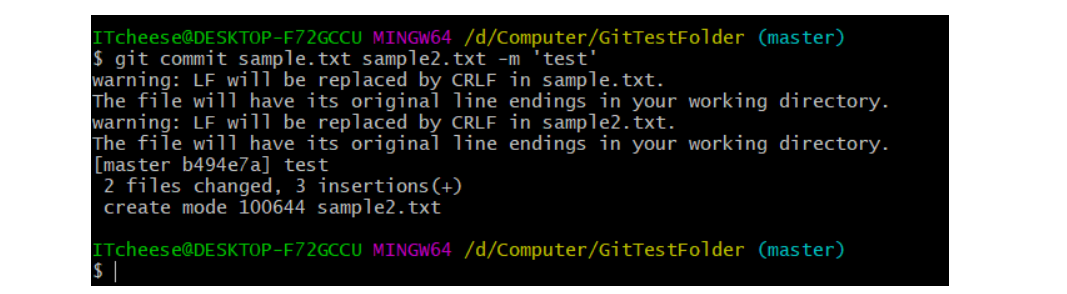 ITcheese@DESKTOP-F72GCCU MINGW64 /d/Computer/GitTestFolder (master)
$ git commit sample.txt sample2.txt -m 'test'
warning: LF will be replaced by CRLF in sample.txt.
The file will have its original line endings in your working directory.
warning: LF will be replaced by CRLF in sample2.txt.
The file will have its original line endings in your working directory.
[master b494e7a] test
 2 files changed, 3 insertions(+)
 create mode 100644 sample2.txt
ITcheese@DESKTOP-F72GCCU MINGW64 /d/Computer/GitTestFolder (master)
$